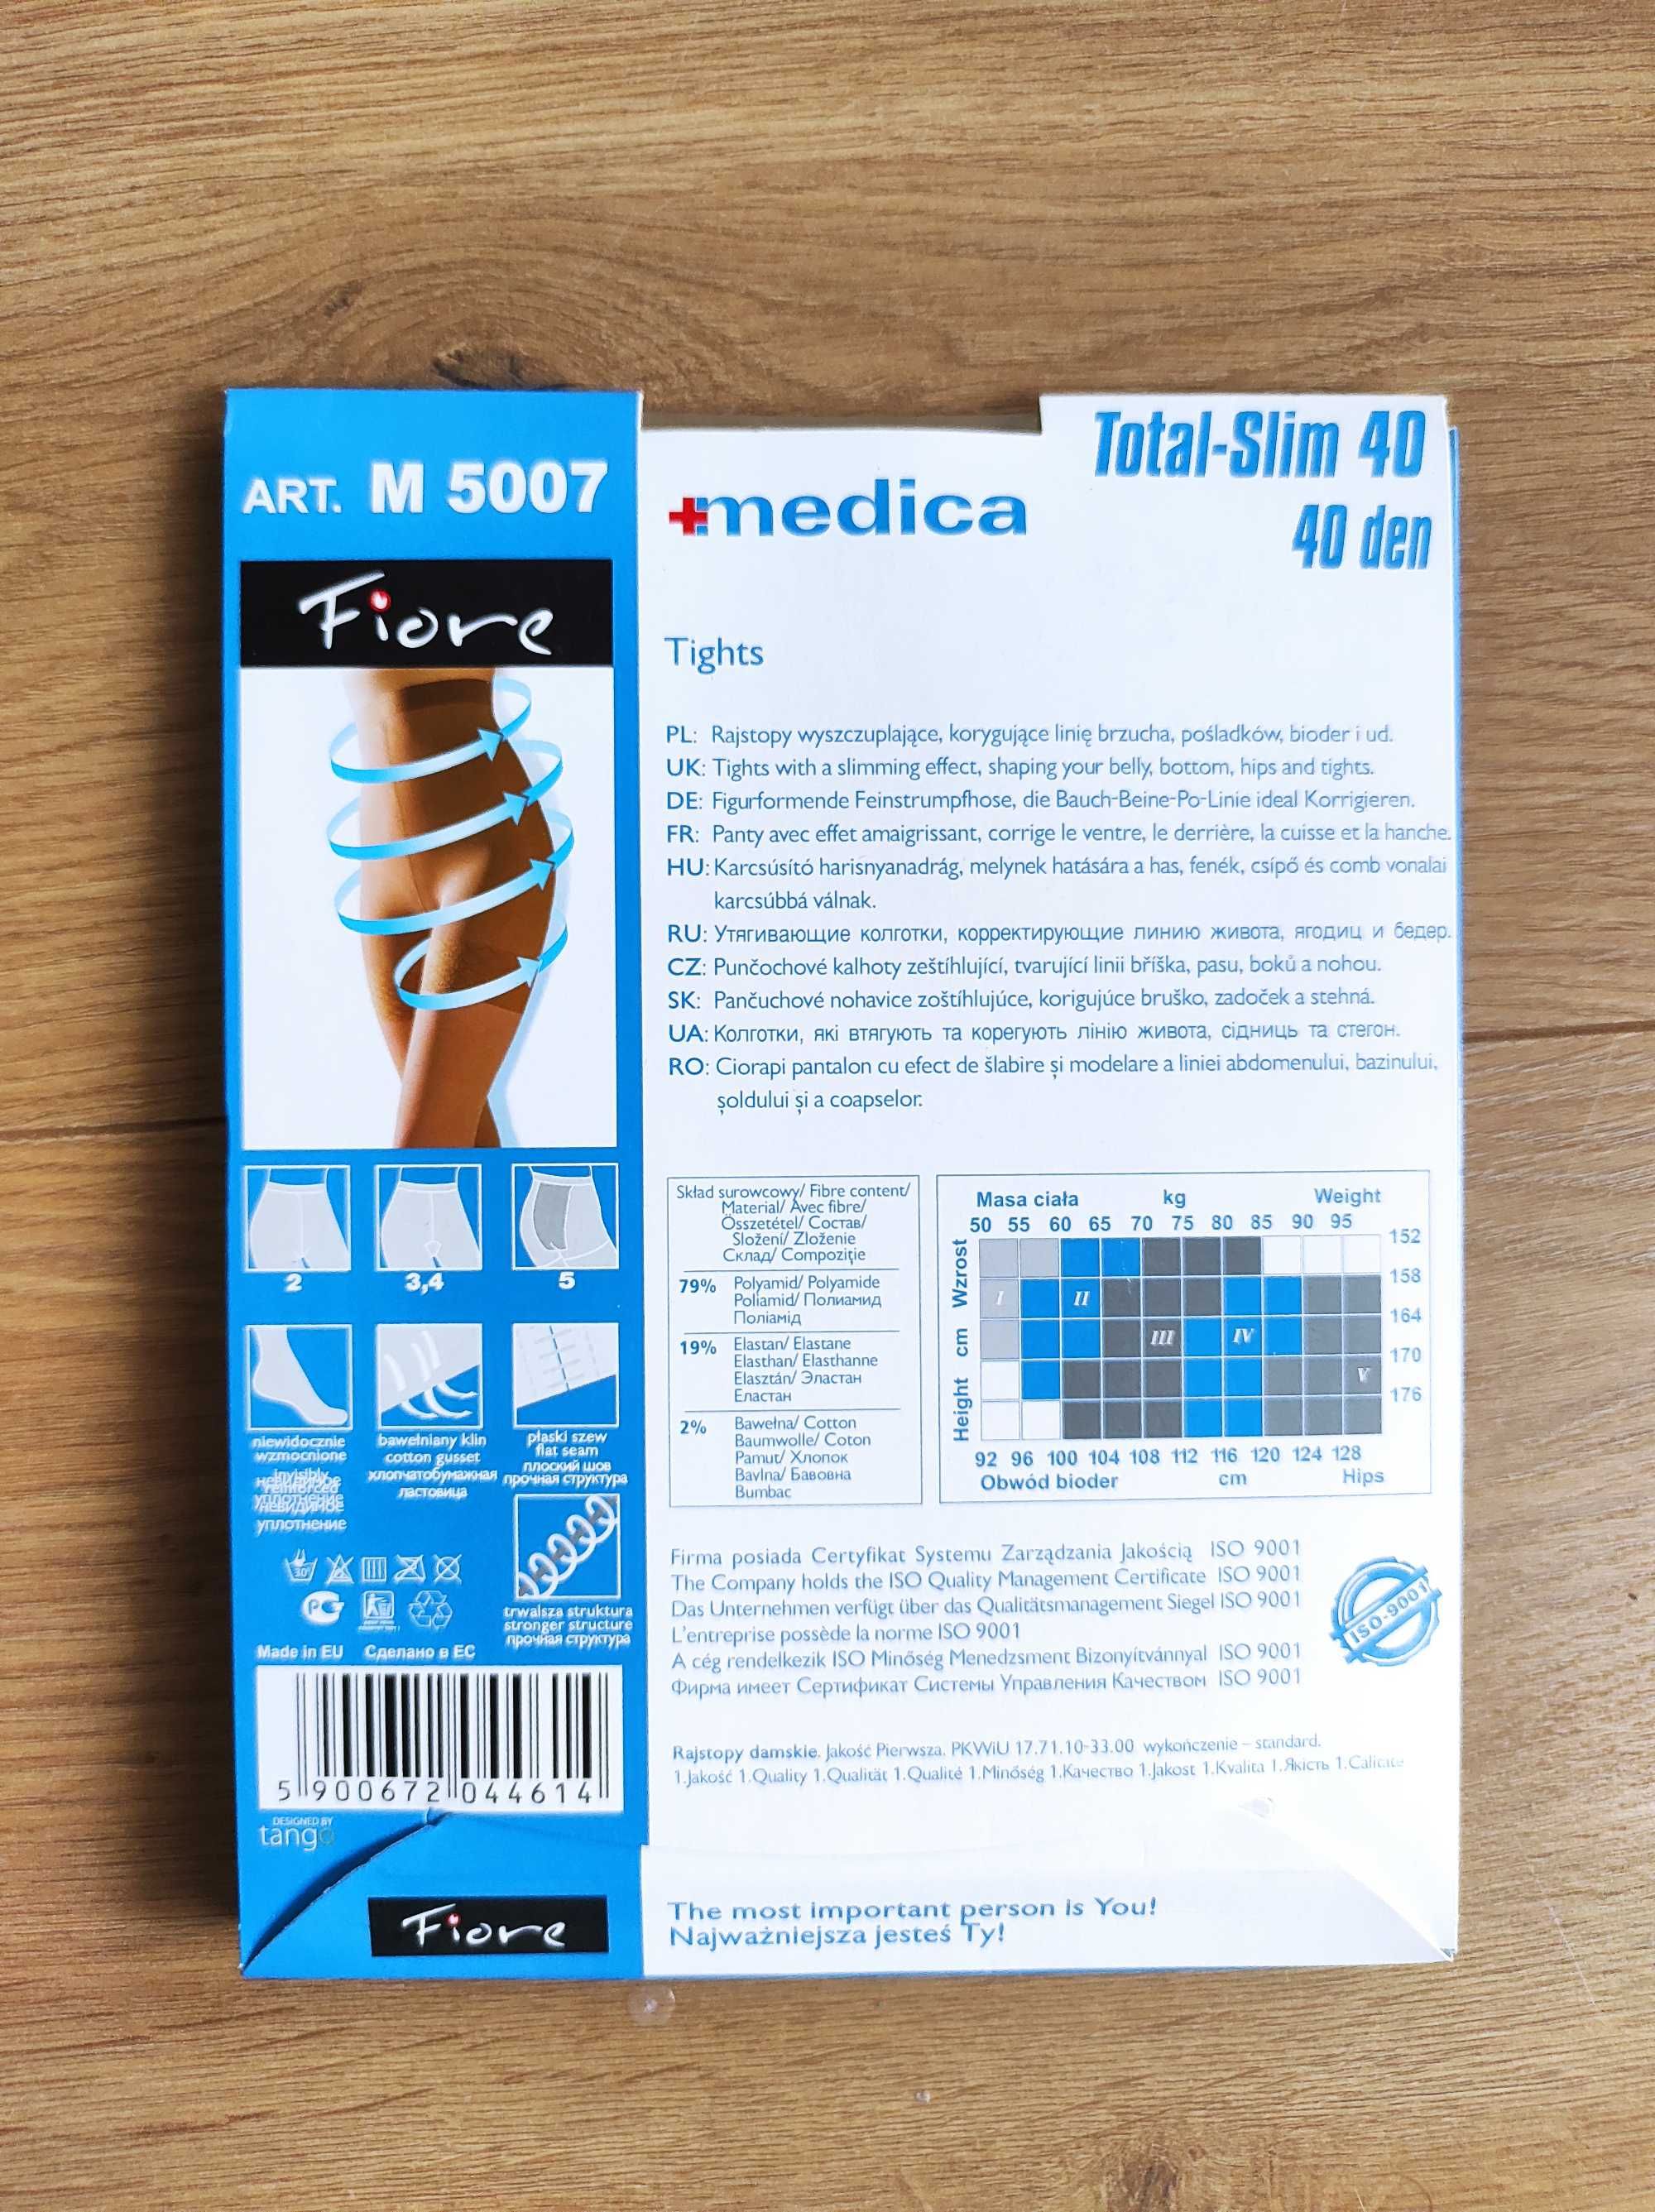 ART. M 5007
Fiore
2
3,4
5
niewidocznie
wzmocnione
invisibly
reinforced
невидимое
уплотнение
bawełniany klin
cotton gusset
хлопчатобумажная
ластовица
płaski szew
flat seam
плоский шов
прочная структура
trwalsza struktura
stronger structure
прочная структура
30°
PG
Made in EU Сделано в ЕС
5 900672 044614
DESIGNED BY
tango
Fiore
Total-Slim 40
40 den
medica
Tights
PL: Rajstopy wyszczuplające, korygujące linię brzucha, pośladków, bioder i ud.
UK: Tights with a slimming effect, shaping your belly, bottom, hips and tights.
DE: Figurformende Feinstrumpfhose, die Bauch-Beine-Po-Linie ideal Korrigieren.
FR: Panty avec effet amaigrissant, corrige le ventre, le derrière, la cuisse et la hanche.
HU: Karcsúsító harisnyanadrág, melynek hatására a has, fenék, csípő és comb vonalai
karcsúbbá válnak.
RU: Утягивающие колготки, корректирующие линию живота, ягодиц и бедер.
CZ: Punčochové kalhoty zeštíhlující, tvarující linii bříška, pasu, boků a nohou.
SK: Pančuchové nohavice zoštíhlujúce, korigujúce bruško, zadoček a stehná.
UA: Колготки, які втягують та корегують лінію живота, сідниць та стегон.
RO: Ciorapi pantalon cu efect de šlabire și modelare a liniei abdomenului, bazinului,
șoldului și a coapselor.
Skład surowcowy/ Fibre content/
Material/ Avec fibre/
Összetétel/ Состав/
Složení/ Zloženie
Склад/ Compoziţie
79% Polyamid/ Polyamide
Poliamid/ Полиамид
Поліамід
19% Elastan/ Elastane
Elasthan/ Elasthanne
Elasztán/ Эластан
Еластан
2% Bawełna/ Cotton
Baumwolle/ Coton
Pamut/ Хлопок
Bavlna/ Бавовна
Bumbac
Masa ciała kg Weight
50 55 60 65 70 75 80 85 90 95
Height cm Wzrost
152
158
164
170
176
I II III IV V
92 96 100 104 108 112 116 120 124 128
Obwód bioder cm Hips
Firma posiada Certyfikat Systemu Zarządzania Jakością ISO 9001
The Company holds the ISO Quality Management Certificate ISO 9001
Das Unternehmen verfügt über das Qualitätsmanagement Siegel ISO 9001
L'entreprise possède la norme ISO 9001
A cég rendelkezik ISO Minőség Menedzsment Bizonyítvánnyal ISO 9001
Фирма имеет Сертификат Системы Управления Качеством ISO 9001
ISO-9001
Rajstopy damskie. Jakość Pierwsza. PKWiU 17.71.10-33.00 wykończenie – standard.
1.Jakość 1.Quality 1.Qualität 1.Qualité 1.Minőség 1.Качество 1.Jakost 1.Kvalita 1.Якість 1.Calitate
The most important person is You!
Najważniejsza jesteś Ty!